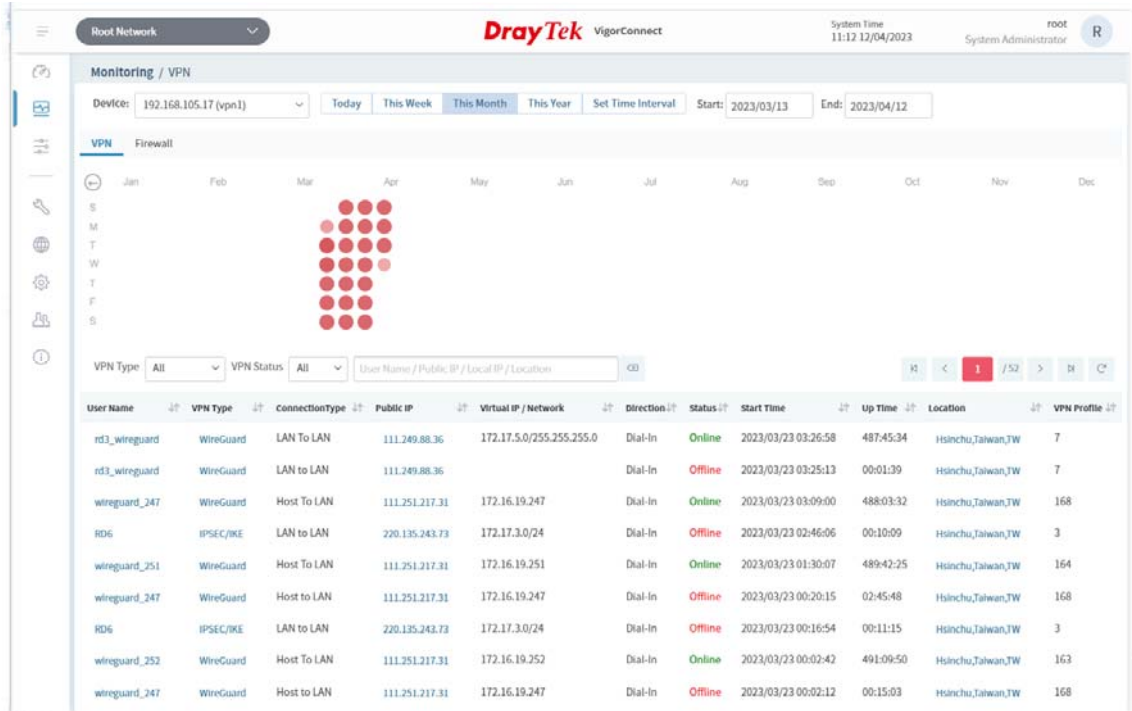 Root Network
DrayTek VigorConnect
System Time
11:12 12/04/2023
root
System Administrator
R
Monitoring / VPN
Device: 192.168.105.17 (vpn1) Today This Week This Month This Year Set Time Interval Start: 2023/03/13 End: 2023/04/12
VPN Firewall
Jan Feb Mar Apr May Jun Jul Aug Sep Oct Nov Dec
S
M
T
W
T
F
S
VPN Type All VPN Status All User Name / Public IP / Local IP / Location 1 / 52
User Name VPN Type ConnectionType Public IP Virtual IP / Network Direction Status Start Time Up Time Location VPN Profile
rd3_wireguard WireGuard LAN To LAN 111.249.88.36 172.17.5.0/255.255.255.0 Dial-In Online 2023/03/23 03:26:58 487:45:34 Hsinchu,Taiwan,TW 7
rd3_wireguard WireGuard LAN to LAN 111.249.88.36 Dial-In Offline 2023/03/23 03:25:13 00:01:39 Hsinchu,Taiwan,TW 7
wireguard_247 WireGuard Host To LAN 111.251.217.31 172.16.19.247 Dial-In Online 2023/03/23 03:09:00 488:03:32 Hsinchu,Taiwan,TW 168
RD6 IPSEC/IKE LAN to LAN 220.135.243.73 172.17.3.0/24 Dial-In Offline 2023/03/23 02:46:06 00:10:09 Hsinchu,Taiwan,TW 3
wireguard_251 WireGuard Host To LAN 111.251.217.31 172.16.19.251 Dial-In Online 2023/03/23 01:30:07 489:42:25 Hsinchu,Taiwan,TW 164
wireguard_247 WireGuard Host to LAN 111.251.217.31 172.16.19.247 Dial-In Offline 2023/03/23 00:20:15 02:45:48 Hsinchu,Taiwan,TW 168
RD6 IPSEC/IKE LAN to LAN 220.135.243.73 172.17.3.0/24 Dial-In Offline 2023/03/23 00:16:54 00:11:15 Hsinchu,Taiwan,TW 3
wireguard_252 WireGuard Host To LAN 111.251.217.31 172.16.19.252 Dial-In Online 2023/03/23 00:02:42 491:09:50 Hsinchu,Taiwan,TW 163
wireguard_247 WireGuard Host to LAN 111.251.217.31 172.16.19.247 Dial-In Offline 2023/03/23 00:02:12 00:15:03 Hsinchu,Taiwan,TW 168